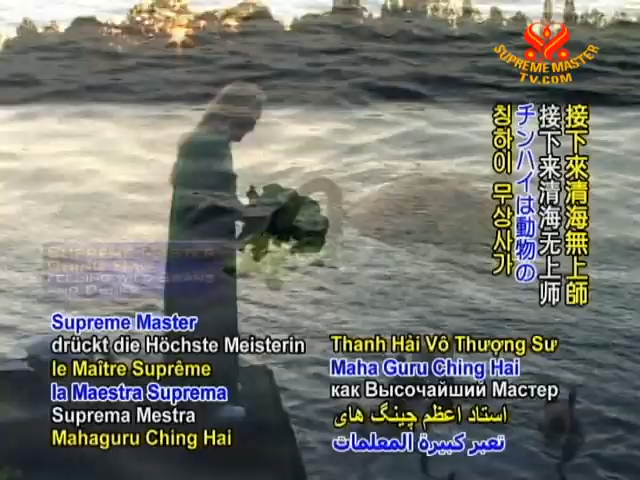 SUPREME MASTER
TV.COM
接下來清海無上師
接下来清海无上师
チンハイは動物の
칭하이 무상사가
Supreme Master
drückt die Höchste Meisterin
le Maître Suprême
la Maestra Suprema
Suprema Mestra
Mahaguru Ching Hai
Thanh Hải Vô Thượng Sư
Maha Guru Ching Hai
как Высочайший Мастер
استاد اعظم چینگ های
تعبر كبيرة المعلمات